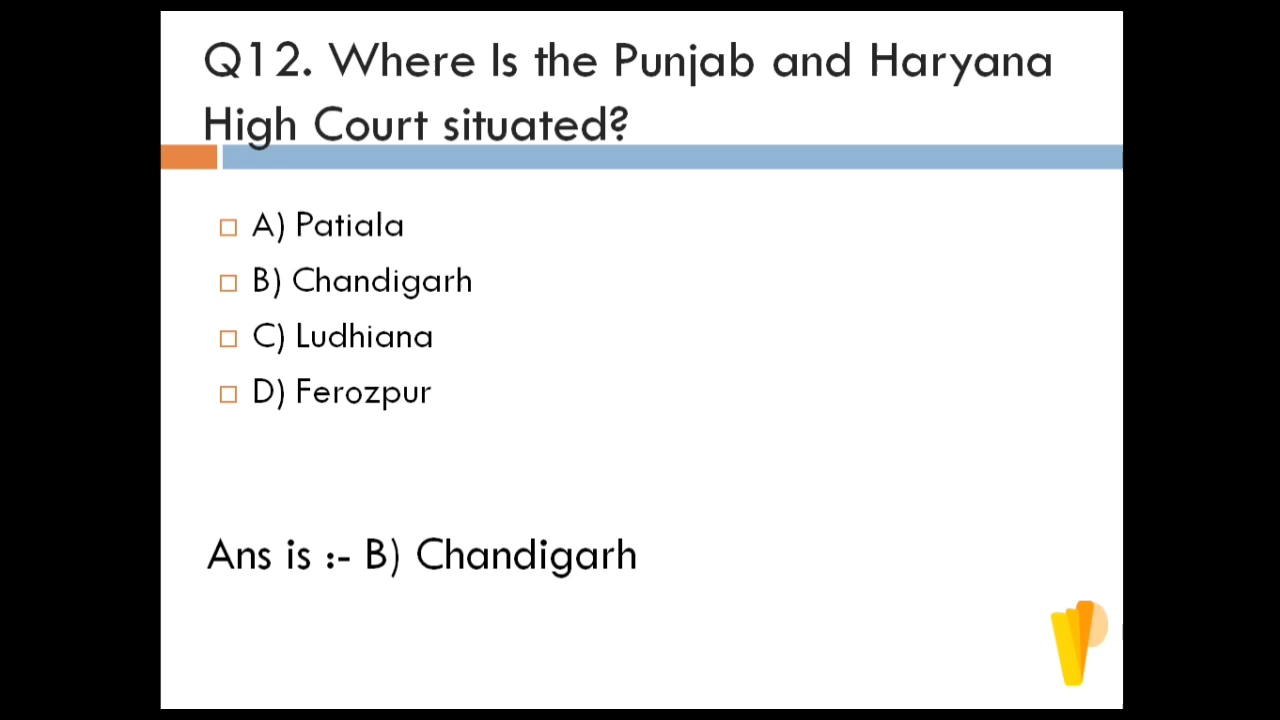 Q12. Where Is the Punjab and Haryana
High Court situated?
A) Patiala
B) Chandigarh
C) Ludhiana
D) Ferozpur
Ans is :- B) Chandigarh